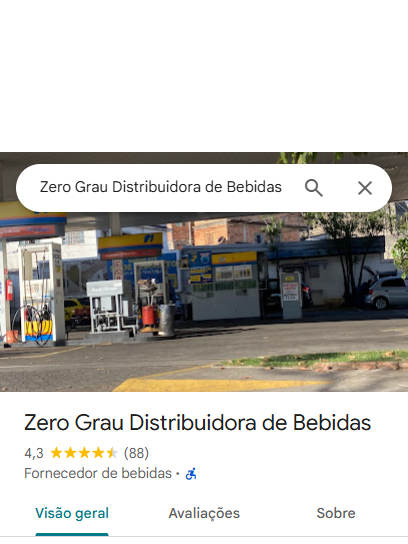 Zero Grau Distribuidora de Bebidas
Zero Grau Distribuidora de Bebidas
4,3 (88)
Fornecedor de bebidas ·
Visão geral Avaliações Sobre